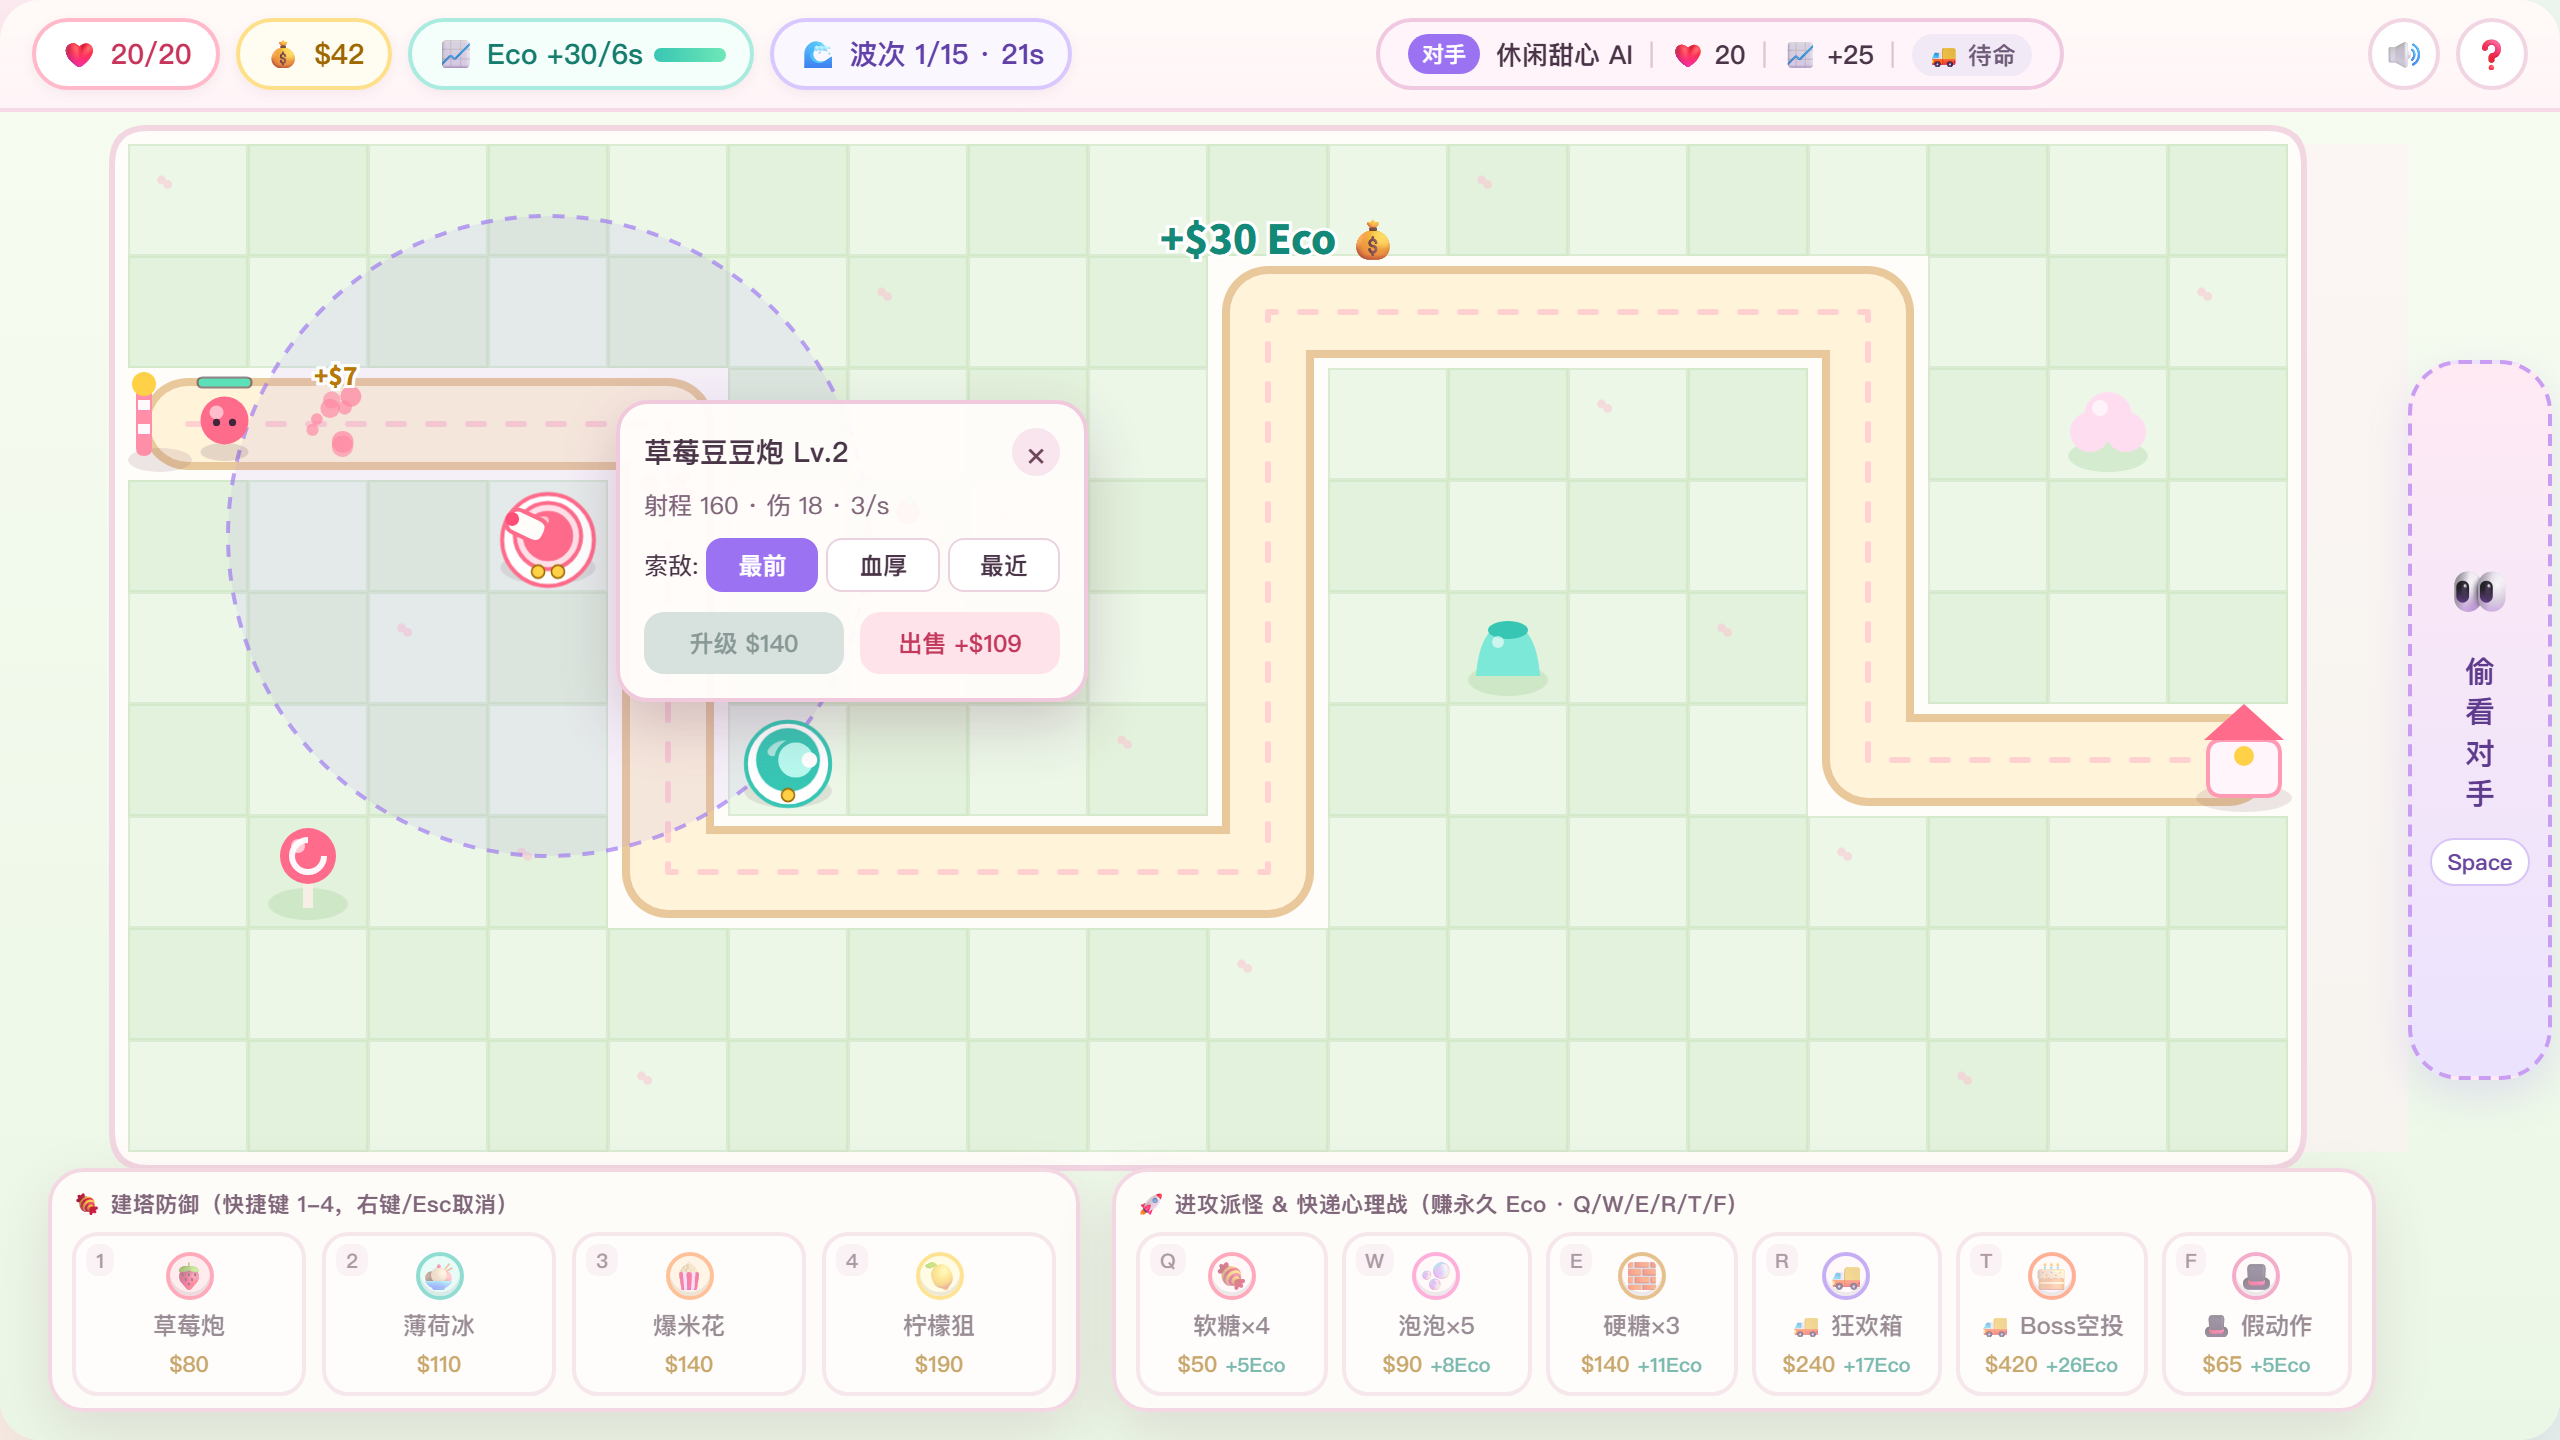 20/20
$42
Eco +30/6s
波次 1/15 · 21s
对手 休闲甜心 AI 20 +25 待命
+$30 Eco
+$7
草莓豆豆炮 Lv.2
×
射程 160 · 伤 18 · 3/s
索敌: 最前 血厚 最近
升级 $140
出售 +$109
偷看对手
Space
建塔防御（快捷键 1–4，右键/Esc取消）
1
草莓炮
$80
2
薄荷冰
$110
3
爆米花
$140
4
柠檬狙
$190
进攻派怪 & 快递心理战（赚永久 Eco · Q/W/E/R/T/F）
Q
软糖×4
$50 +5Eco
W
泡泡×5
$90 +8Eco
E
硬糖×3
$140 +11Eco
R
狂欢箱
$240 +17Eco
T
Boss空投
$420 +26Eco
F
假动作
$65 +5Eco